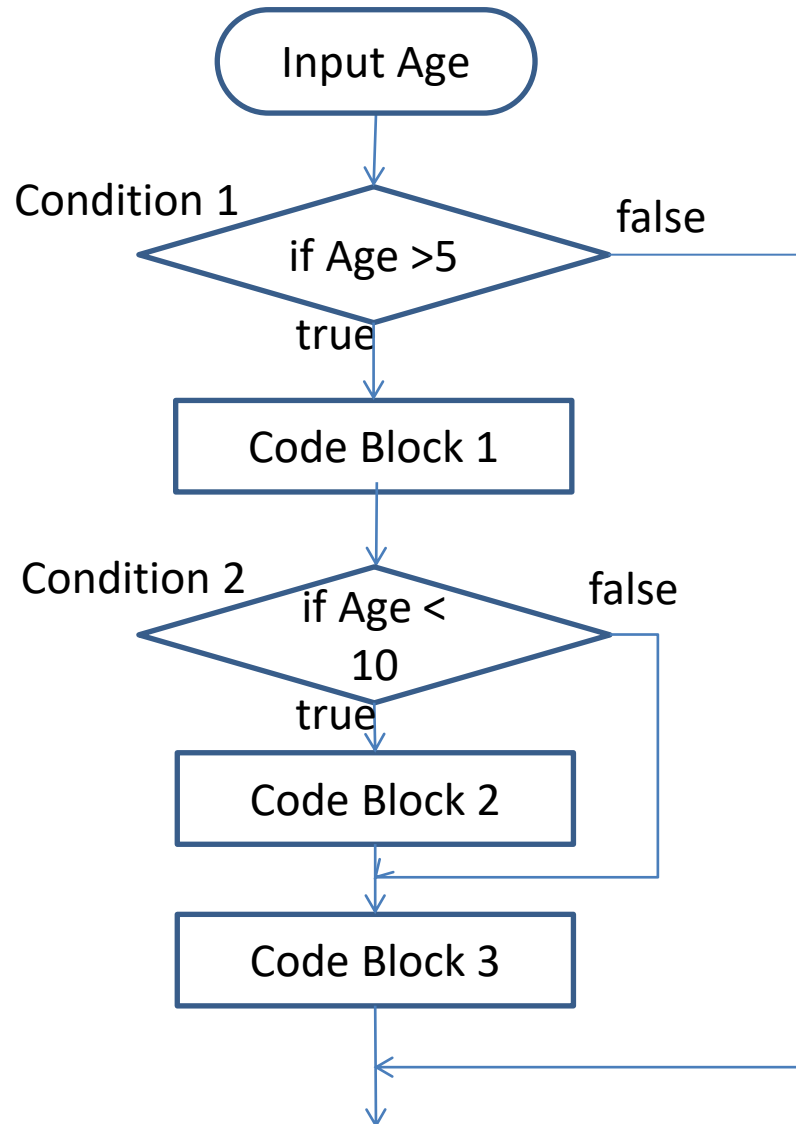 Input Age
Condition 1
false
if Age >5
true
Code Block 1
Condition 2
false
if Age <
10
true
Code Block 2
Code Block 3